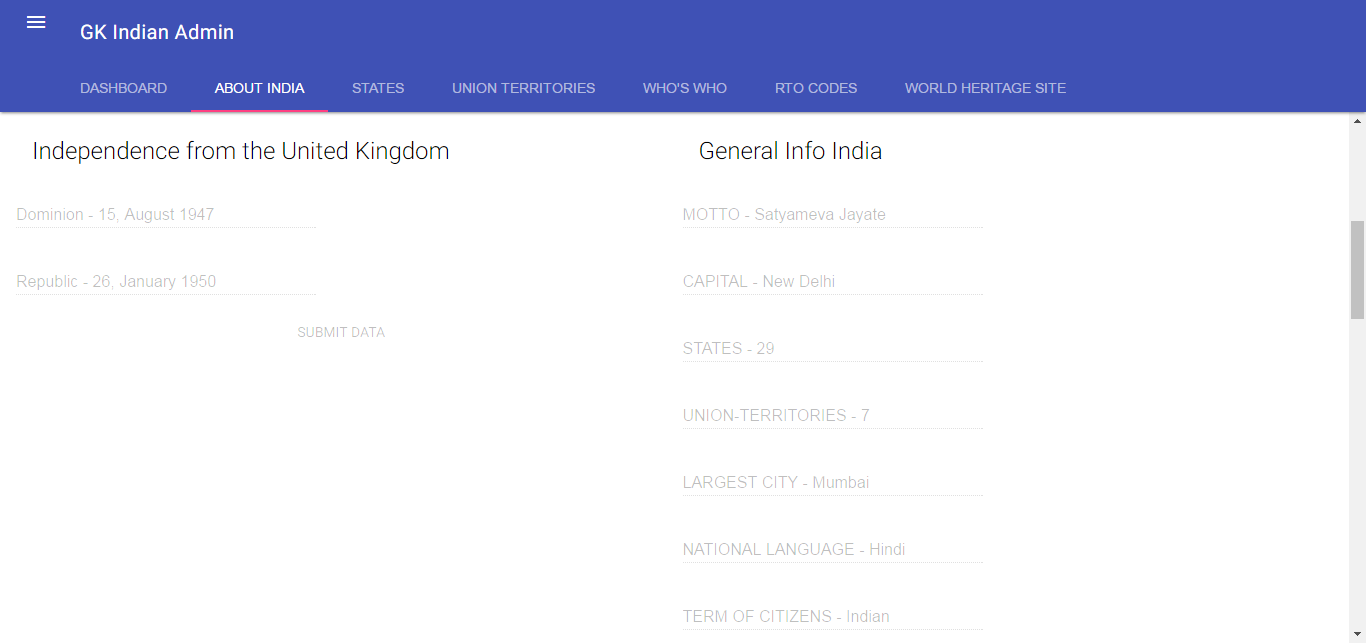 GK Indian Admin
DASHBOARD ABOUT INDIA STATES UNION TERRITORIES WHO'S WHO RTO CODES WORLD HERITAGE SITE
Independence from the United Kingdom
Dominion - 15, August 1947
Republic - 26, January 1950
SUBMIT DATA
General Info India
MOTTO - Satyameva Jayate
CAPITAL - New Delhi
STATES - 29
UNION-TERRITORIES - 7
LARGEST CITY - Mumbai
NATIONAL LANGUAGE - Hindi
TERM OF CITIZENS - Indian